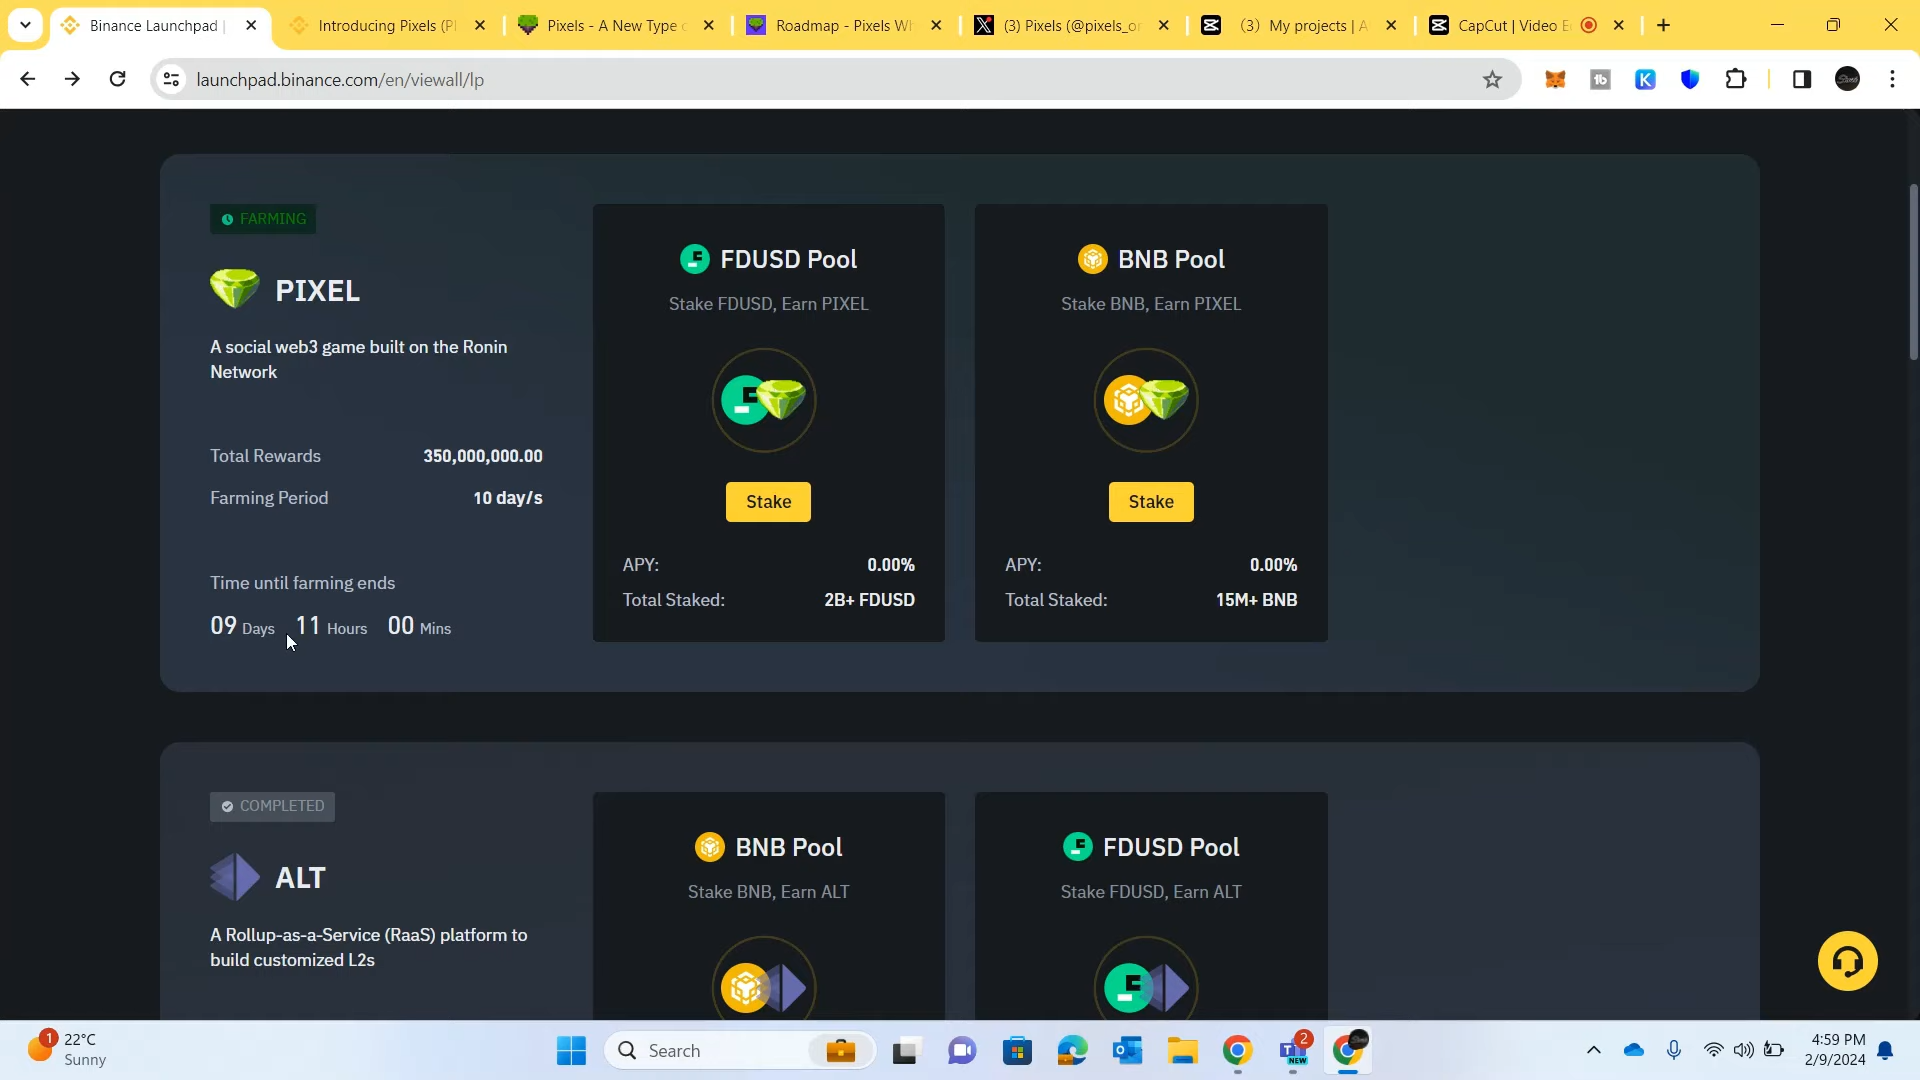 Binance Launchpad |
Introducing Pixels (P
Pixels - A New Type o
Roadmap - Pixels Wh
(3) Pixels (@pixels_or
(3) My projects | A
CapCut | Video E
launchpad.binance.com/en/viewall/lp
FARMING
PIXEL
A social web3 game built on the Ronin
Network
Total Rewards 350,000,000.00
Farming Period 10 day/s
Time until farming ends
09 Days 11 Hours 00 Mins
FDUSD Pool
Stake FDUSD, Earn PIXEL
Stake
APY: 0.00%
Total Staked: 2B+ FDUSD
BNB Pool
Stake BNB, Earn PIXEL
Stake
APY: 0.00%
Total Staked: 15M+ BNB
COMPLETED
ALT
A Rollup-as-a-Service (RaaS) platform to
build customized L2s
BNB Pool
Stake BNB, Earn ALT
FDUSD Pool
Stake FDUSD, Earn ALT
1
22°C
Sunny
Search
2
NEW
4:59 PM
2/9/2024